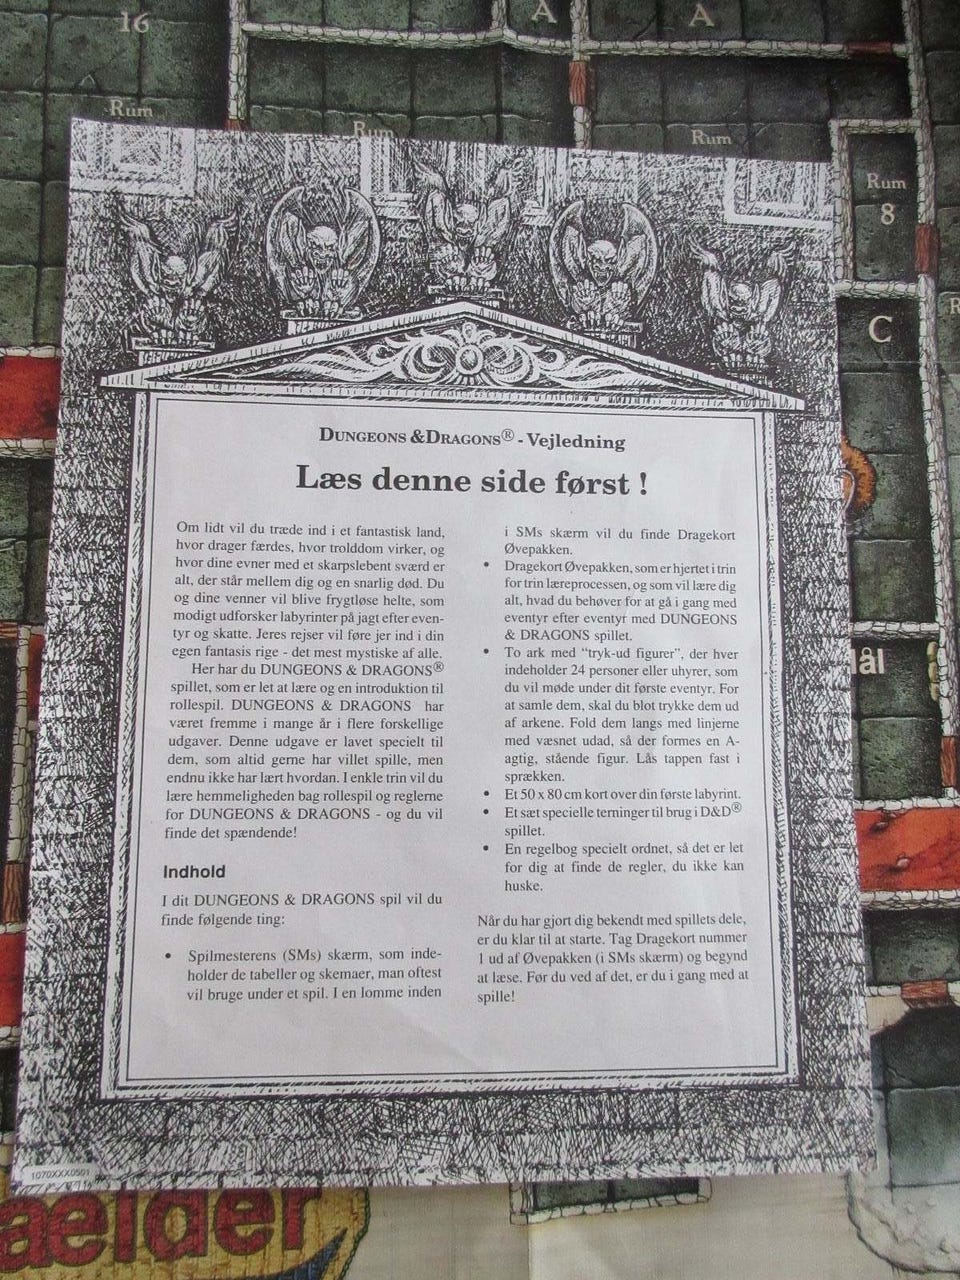 16
A
A
Rum
Rum
Rum
Rum
8
C
DUNGEONS &DRAGONS® - Vejledning
Læs denne side først !
Om lidt vil du træde ind i et fantastisk land,
hvor drager færdes, hvor trolddom virker, og
hvor dine evner med et skarpslebent sværd er
alt, der står mellem dig og en snarlig død. Du
og dine venner vil blive frygtløse helte, som
modigt udforsker labyrinter på jagt efter even-
tyr og skatte. Jeres rejser vil føre jer ind i din
egen fantasis rige - det mest mystiske af alle.
Her har du DUNGEONS & DRAGONS®
spillet, som er let at lære og en introduktion til
rollespil. DUNGEONS & DRAGONS har
været fremme i mange år i flere forskellige
udgaver. Denne udgave er lavet specielt til
dem, som altid gerne har villet spille, men
endnu ikke har lært hvordan. I enkle trin vil du
lære hemmeligheden bag rollespil og reglerne
for DUNGEONS & DRAGONS - og du vil
finde det spændende!
Indhold
I dit DUNGEONS & DRAGONS spil vil du
finde følgende ting:
• Spilmesterens (SMs) skærm, som inde-
holder de tabeller og skemaer, man oftest
vil bruge under et spil. I en lomme inden
i SMs skærm vil du finde Dragekort
Øvepakken.
• Dragekort Øvepakken, som er hjertet i trin
for trin læreprocessen, og som vil lære dig
alt, hvad du behøver for at gå i gang med
eventyr efter eventyr med DUNGEONS
& DRAGONS spillet.
• To ark med “tryk-ud figurer”, der hver
indeholder 24 personer eller uhyrer, som
du vil møde under dit første eventyr. For
at samle dem, skal du blot trykke dem ud
af arkene. Fold dem langs med linjerne
med væsnet udad, så der formes en A-
agtig, stående figur. Lås tappen fast i
sprækken.
• Et 50 x 80 cm kort over din første labyrint.
• Et sæt specielle terninger til brug i D&D®
spillet.
• En regelbog specielt ordnet, så det er let
for dig at finde de regler, du ikke kan
huske.
Når du har gjort dig bekendt med spillets dele,
er du klar til at starte. Tag Dragekort nummer
1 ud af Øvepakken (i SMs skærm) og begynd
at læse. Før du ved af det, er du i gang med at
spille!
1070XXX0501
ål
aelder